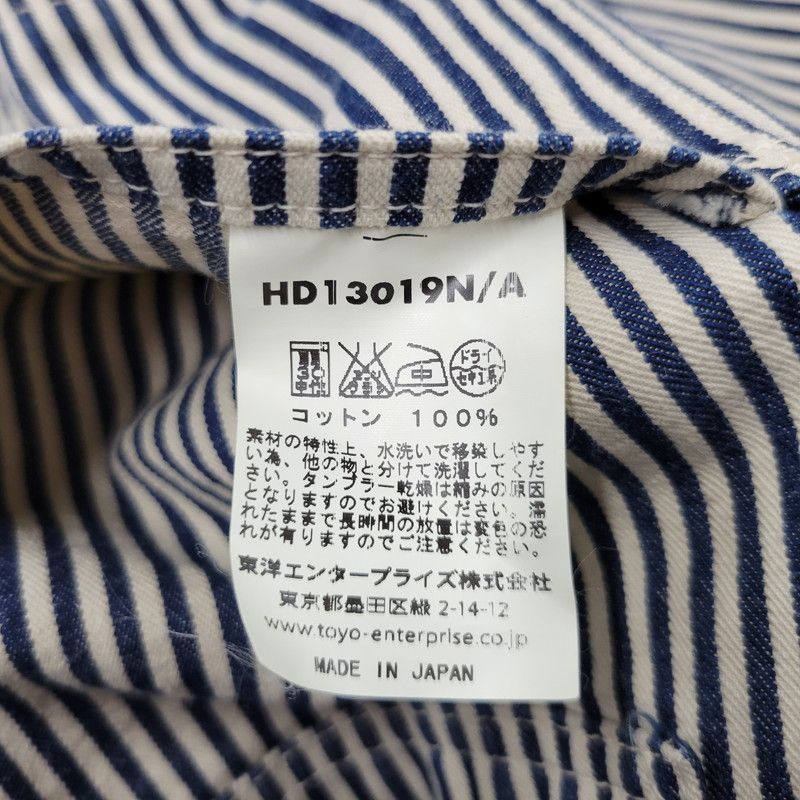 HD13019N/A
中
ドライ
コットン 100%
素材の特性上、水洗いで移染しやす
い為、他の物と分けて洗濯してくだ
さい。タンブラー乾燥は縮みの原因
となりますのでお避けください。濡
れたままで長時間の放置は変色の恐
れが有りますのでご注意ください。
東洋エンタープライズ株式会社
東京都墨田区緑 2-14-12
www.toyo-enterprise.co.jp
MADE IN JAPAN